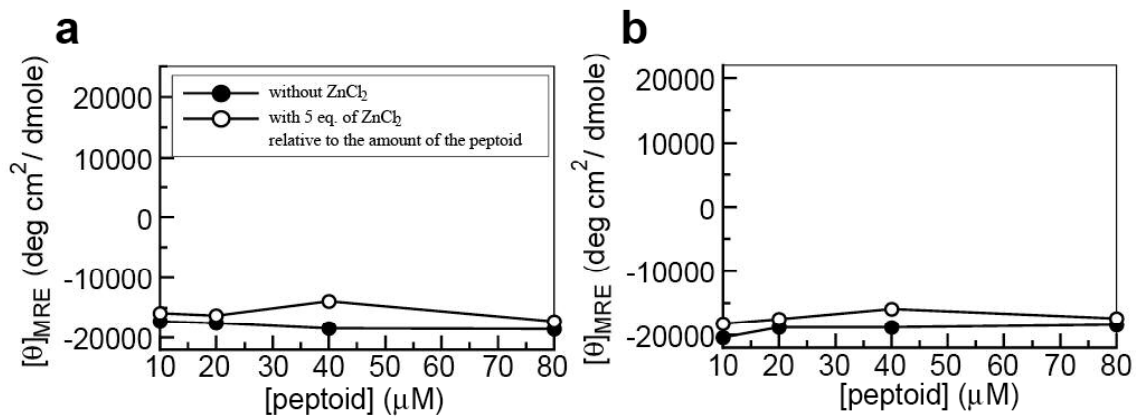 a
20000
10000
0
-10000
-20000
[θ]MRE (deg cm²/ dmole)
without ZnCl₂
with 5 eq. of ZnCl₂
relative to the amount of the peptoid
10 20 30 40 50 60 70 80
[peptoid] (μM)
b
20000
10000
0
-10000
-20000
[θ]MRE (deg cm²/ dmole)
10 20 30 40 50 60 70 80
[peptoid] (μM)